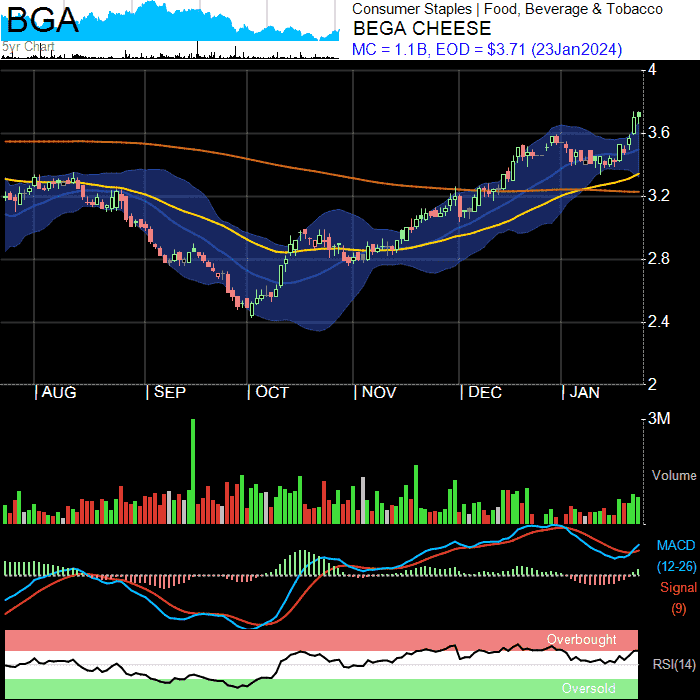 BGA
5yr Chart
Consumer Staples | Food, Beverage & Tobacco
BEGA CHEESE
MC = 1.1B, EOD = $3.71 (23Jan2024)
4
3.6
3.2
2.8
2.4
2
| AUG | SEP | OCT | NOV | DEC | JAN
3M
Volume
MACD
(12-26)
Signal
(9)
Overbought
RSI(14)
Oversold